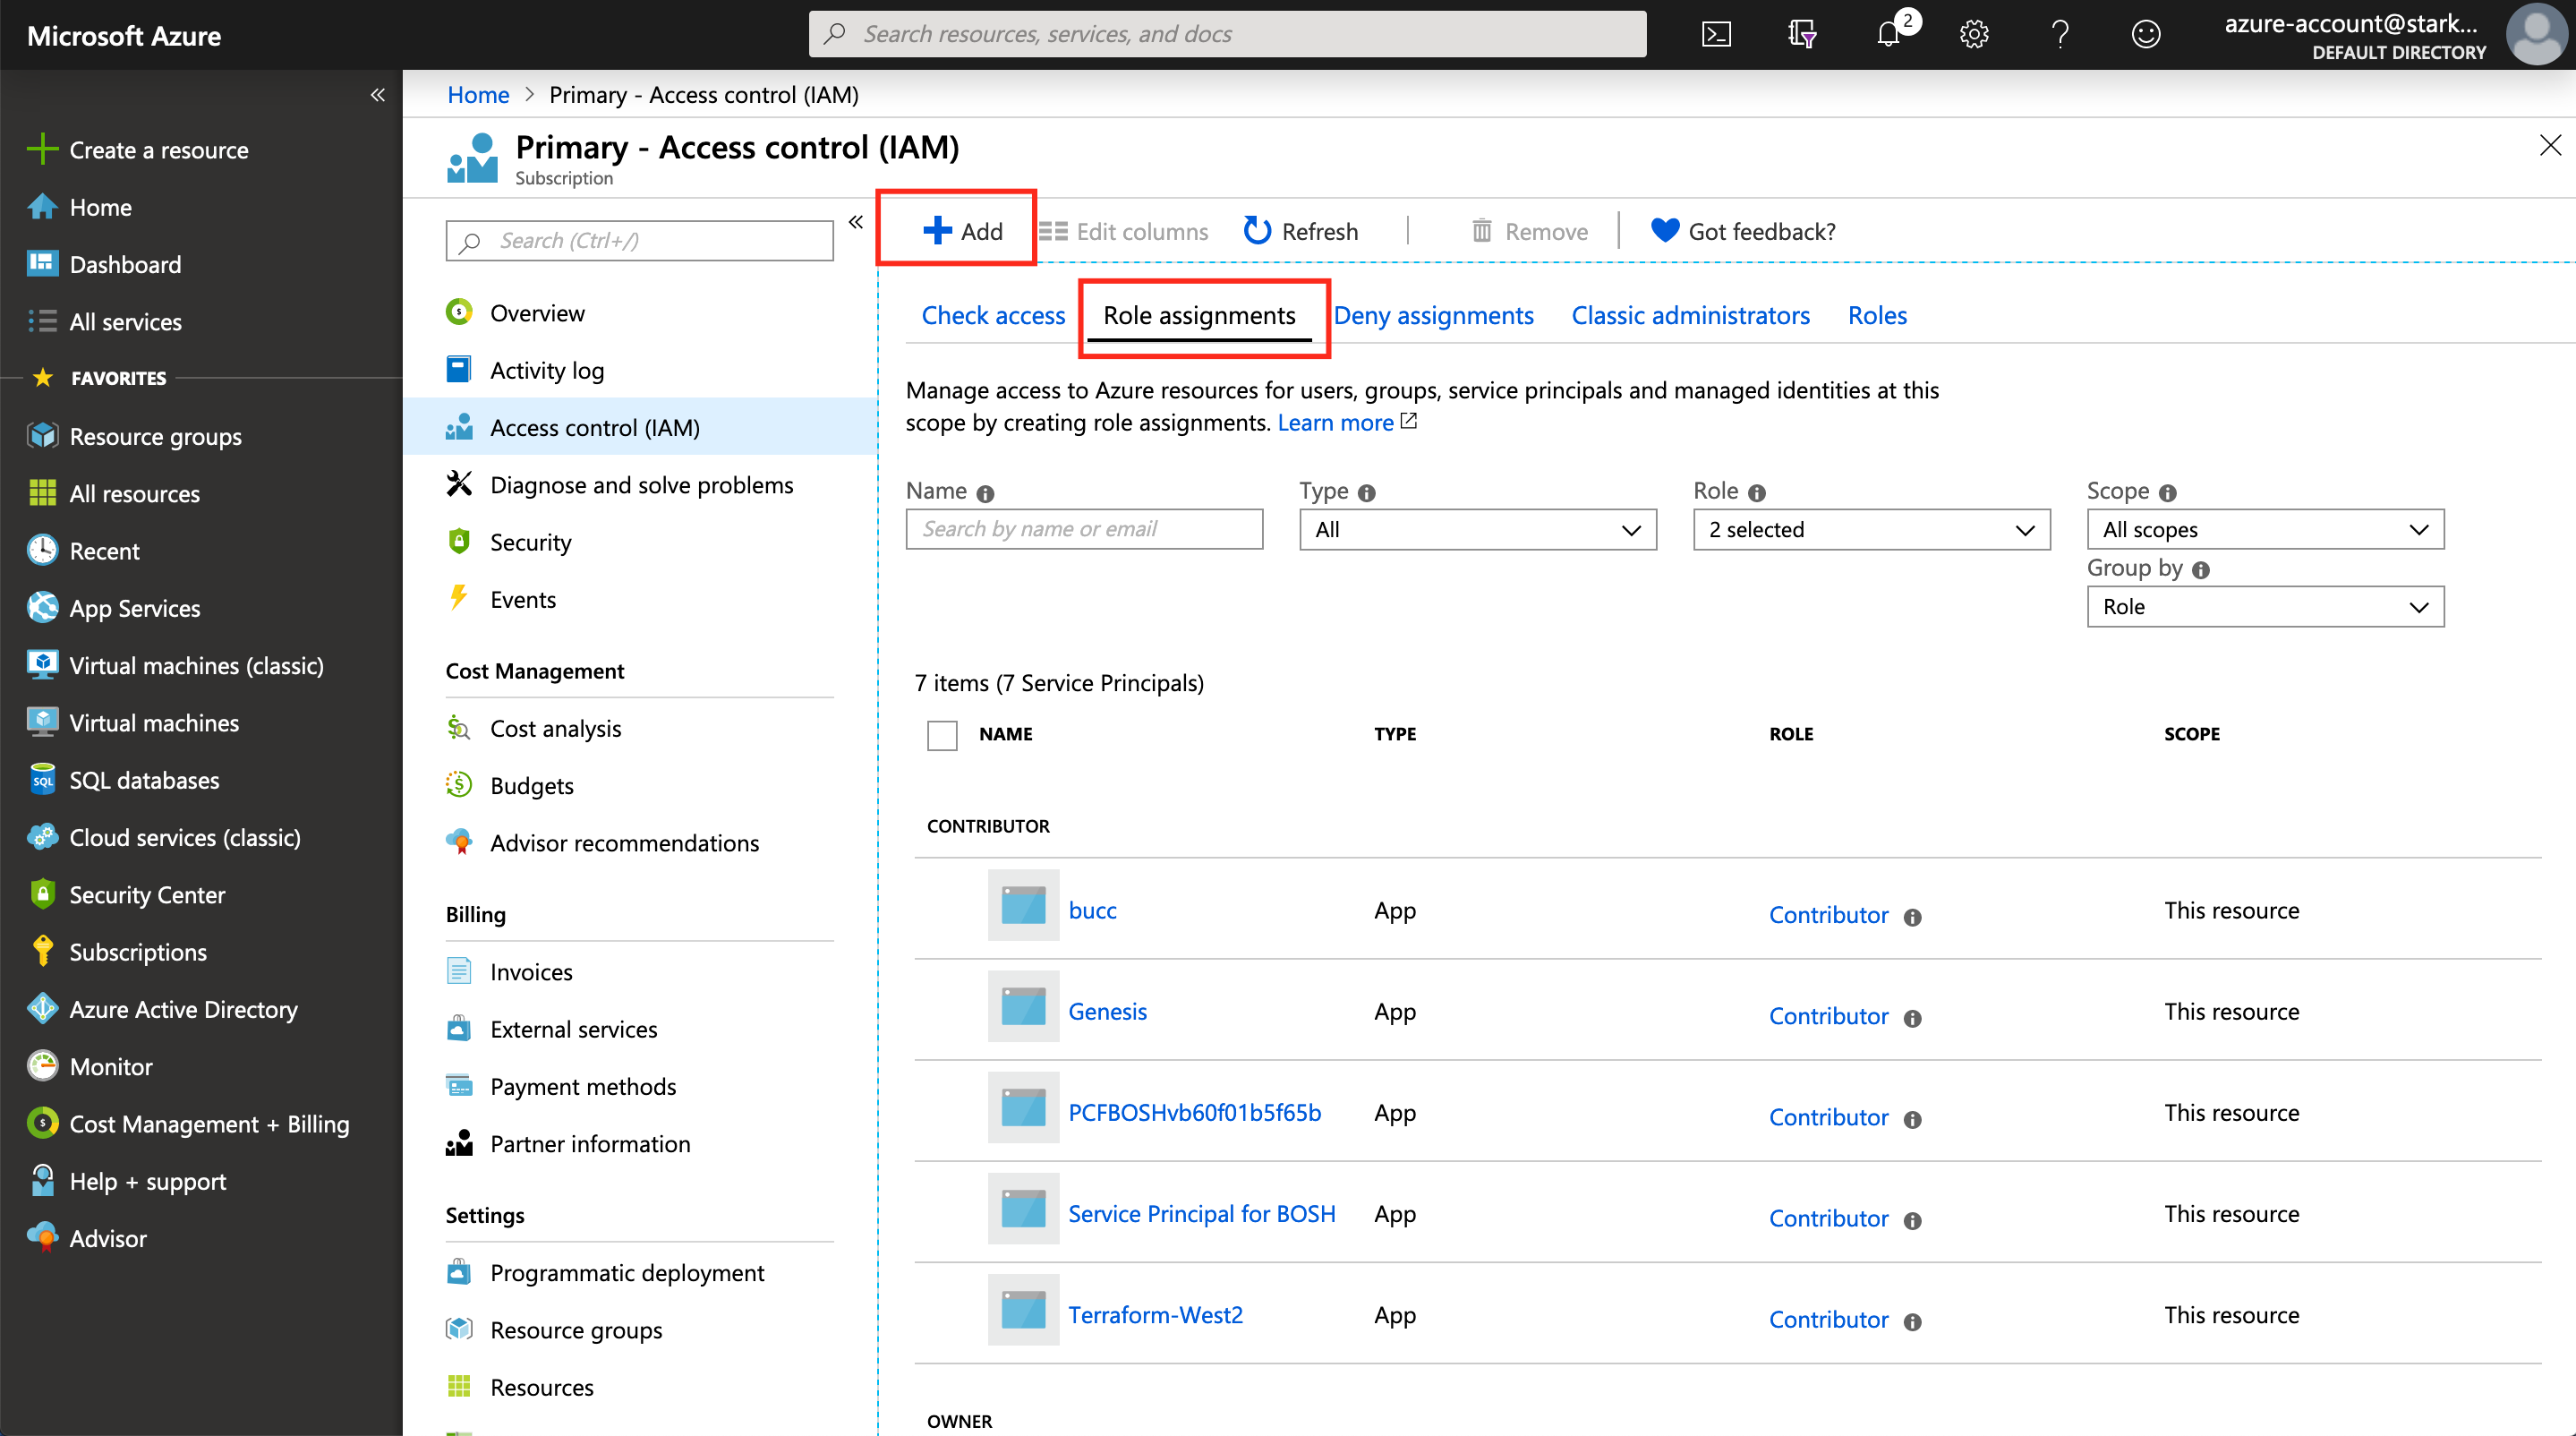 Microsoft Azure
Search resources, services, and docs
2
azure-account@stark...
DEFAULT DIRECTORY
Create a resource
Home
Dashboard
All services
FAVORITES
Resource groups
All resources
Recent
App Services
Virtual machines (classic)
Virtual machines
SQL databases
Cloud services (classic)
Security Center
Subscriptions
Azure Active Directory
Monitor
Cost Management + Billing
Help + support
Advisor
Home > Primary - Access control (IAM)
Primary - Access control (IAM)
Subscription
Search (Ctrl+/)
Overview
Activity log
Access control (IAM)
Diagnose and solve problems
Security
Events
Cost Management
Cost analysis
Budgets
Advisor recommendations
Billing
Invoices
External services
Payment methods
Partner information
Settings
Programmatic deployment
Resource groups
Resources
Add Edit columns Refresh Remove Got feedback?
Check access Role assignments Deny assignments Classic administrators Roles
Manage access to Azure resources for users, groups, service principals and managed identities at this
scope by creating role assignments. Learn more
Name Type Role Scope
Search by name or email All 2 selected All scopes
Group by
Role
7 items (7 Service Principals)
NAME TYPE ROLE SCOPE
CONTRIBUTOR
bucc App Contributor This resource
Genesis App Contributor This resource
PCFBOSHvb60f01b5f65b App Contributor This resource
Service Principal for BOSH App Contributor This resource
Terraform-West2 App Contributor This resource
OWNER